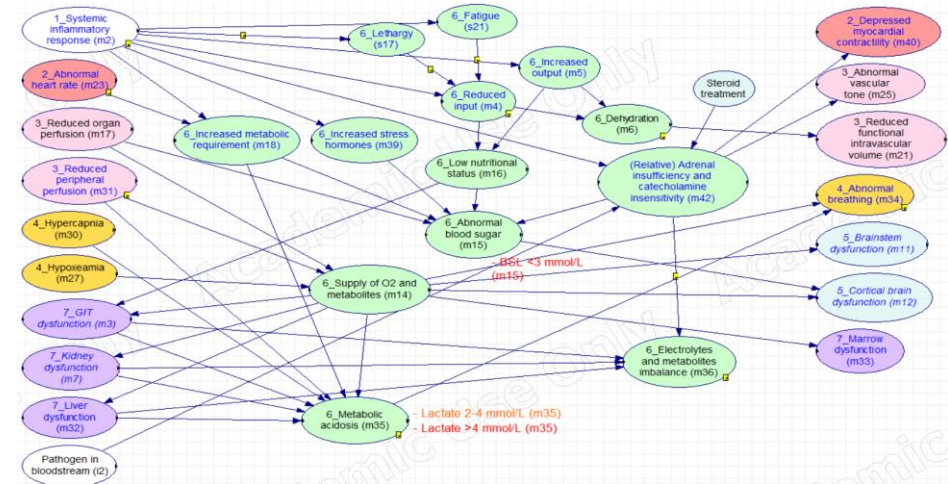 1_Systemic
inflammatory
response (m2)
6_Lethargy
(s17)
6_Fatigue
(s21)
6_Increased
output (m5)
2_Depressed
myocardial
contractility (m40)
2_Abnormal
heart rate (m23)
6_Reduced
input (m4)
Steroid
treatment
3_Abnormal
vascular
tone (m25)
3_Reduced organ
perfusion (m17)
6_Increased metabolic
requirement (m18)
6_Increased stress
hormones (m39)
6_Dehydration
(m6)
3_Reduced
functional
intravascular
volume (m21)
3_Reduced
peripheral
perfusion (m31)
6_Low nutritional
status (m16)
(Relative) Adrenal
insufficiency and
catecholamine
insensitivity (m42)
4_Abnormal
breathing (m34)
4_Hypercapnia
(m30)
6_Abnormal
blood sugar
(m15)
- BSL <3 mmol/L
(m15)
5_Brainstem
dysfunction (m11)
4_Hypoxeamia
(m27)
6_Supply of O2 and
metabolites (m14)
5_Cortical brain
dysfunction (m12)
7_GIT
dysfunction (m3)
7_Kidney
dysfunction
(m7)
6_Electrolytes
and metabolites
imbalance (m36)
7_Marrow
dysfunction
(m33)
7_Liver
dysfunction
(m32)
6_Metabolic
acidosis (m35)
- Lactate 2-4 mmol/L (m35)
- Lactate >4 mmol/L (m35)
Pathogen in
bloodstream (i2)
Academic Use Only